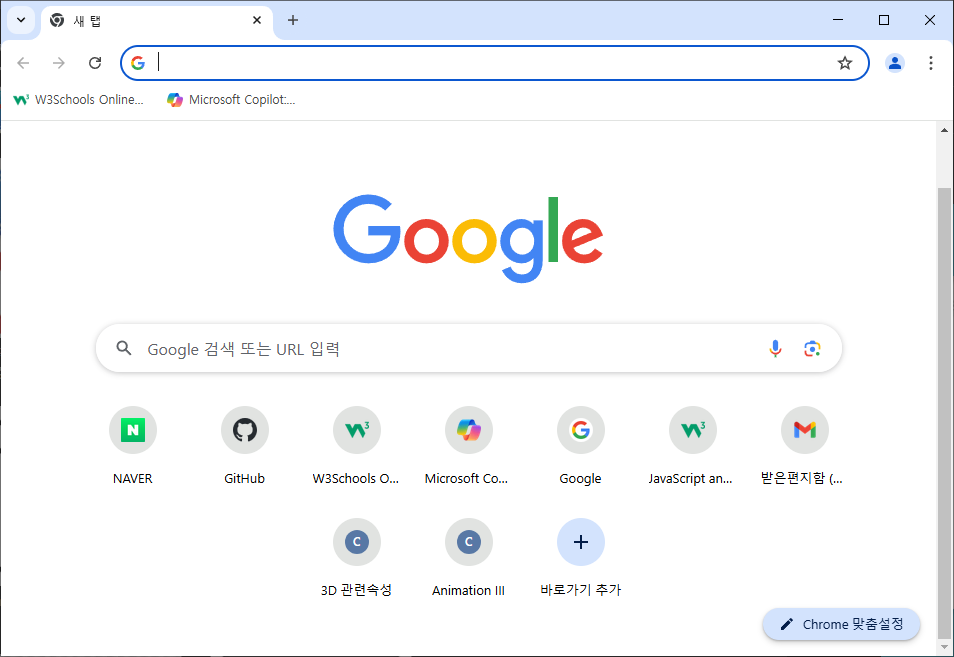 새 탭
W3Schools Online...
Microsoft Copilot:...
Google
Google 검색 또는 URL 입력
NAVER
GitHub
W3Schools O...
Microsoft Co...
Google
JavaScript an...
받은편지함 (...
3D 관련속성
Animation III
바로가기 추가
Chrome 맞춤설정